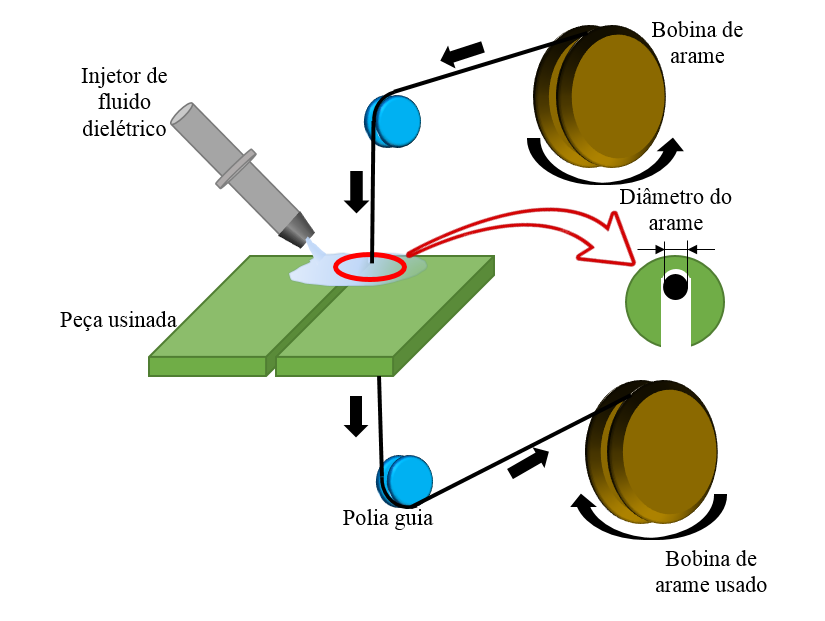 Bobina de
arame
Injetor de
fluido
dielétrico
Diâmetro do
arame
Peça usinada
Polia guia
Bobina de
arame usado